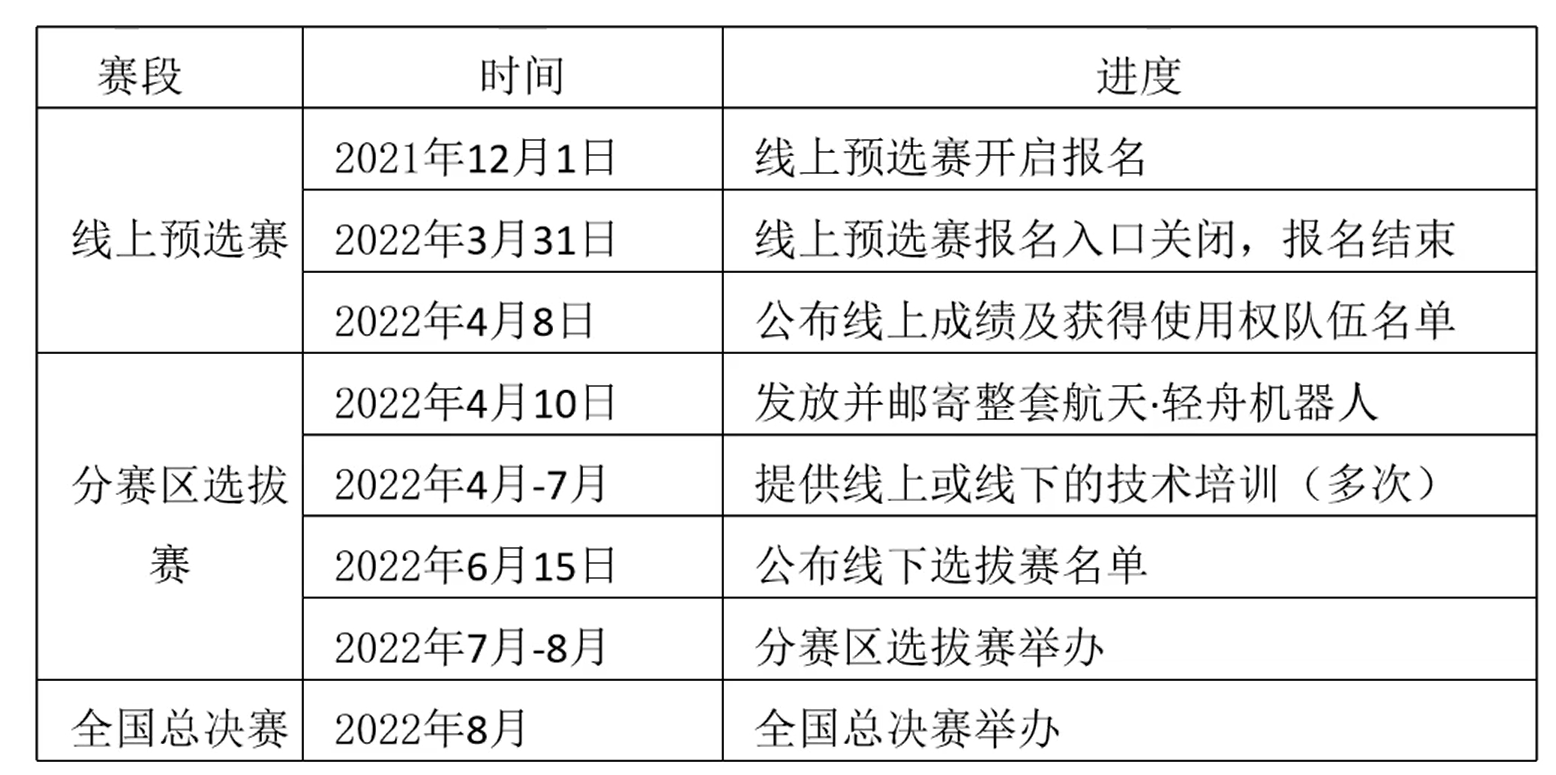 赛段 时间 进度
线上预选赛 2021年12月1日 线上预选赛开启报名
2022年3月31日 线上预选赛报名入口关闭，报名结束
2022年4月8日 公布线上成绩及获得使用权队伍名单
分赛区选拔
赛
2022年4月10日 发放并邮寄整套航天·轻舟机器人
2022年4月-7月 提供线上或线下的技术培训（多次）
2022年6月15日 公布线下选拔赛名单
2022年7月-8月 分赛区选拔赛举办
全国总决赛 2022年8月 全国总决赛举办